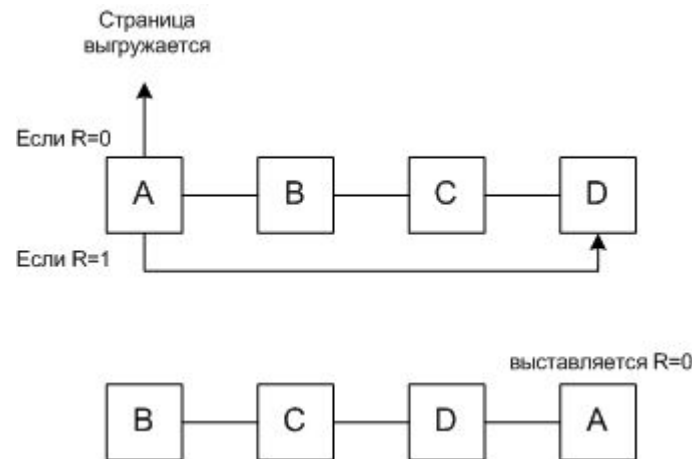 Страница
выгружается
Если R=0
A B C D
Если R=1
выставляется R=0
B C D A